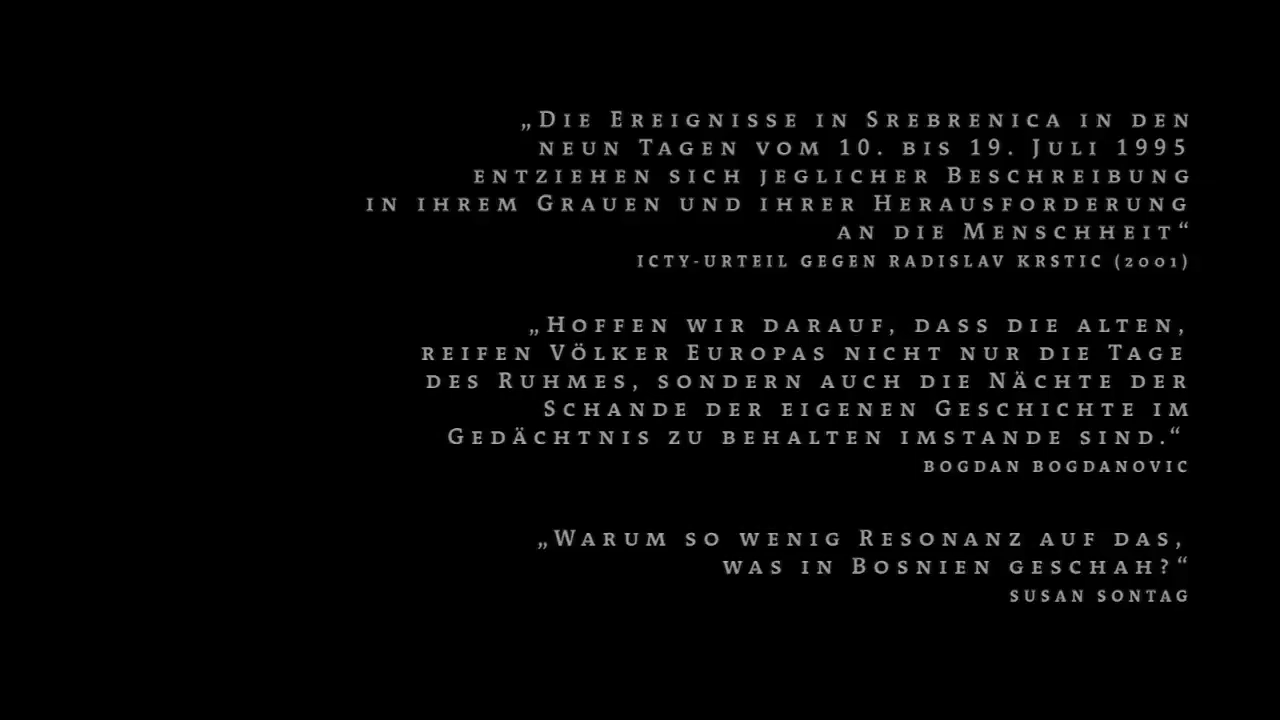 „Die Ereignisse in Srebrenica in den
neun Tagen vom 10. bis 19. Juli 1995
entziehen sich jeglicher Beschreibung
in ihrem Grauen und ihrer Herausforderung
an die Menschheit“
ICTY-Urteil gegen Radislav Krstic (2001)
„Hoffen wir darauf, dass die alten,
reifen Völker Europas nicht nur die Tage
des Ruhmes, sondern auch die Nächte der
Schande der eigenen Geschichte im
Gedächtnis zu behalten imstande sind.“
Bogdan Bogdanovic
„Warum so wenig Resonanz auf das,
was in Bosnien geschah?“
Susan Sontag